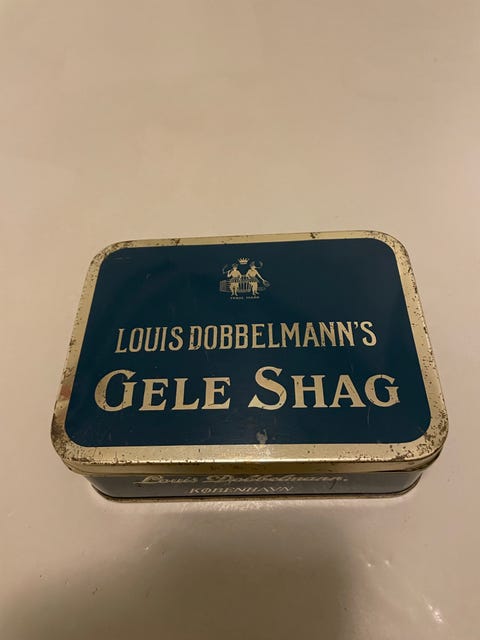 TRADE MARK
LOUIS DOBBELMANN'S
GELE SHAG
Louis Dobbelmann.
KØBENHAVN